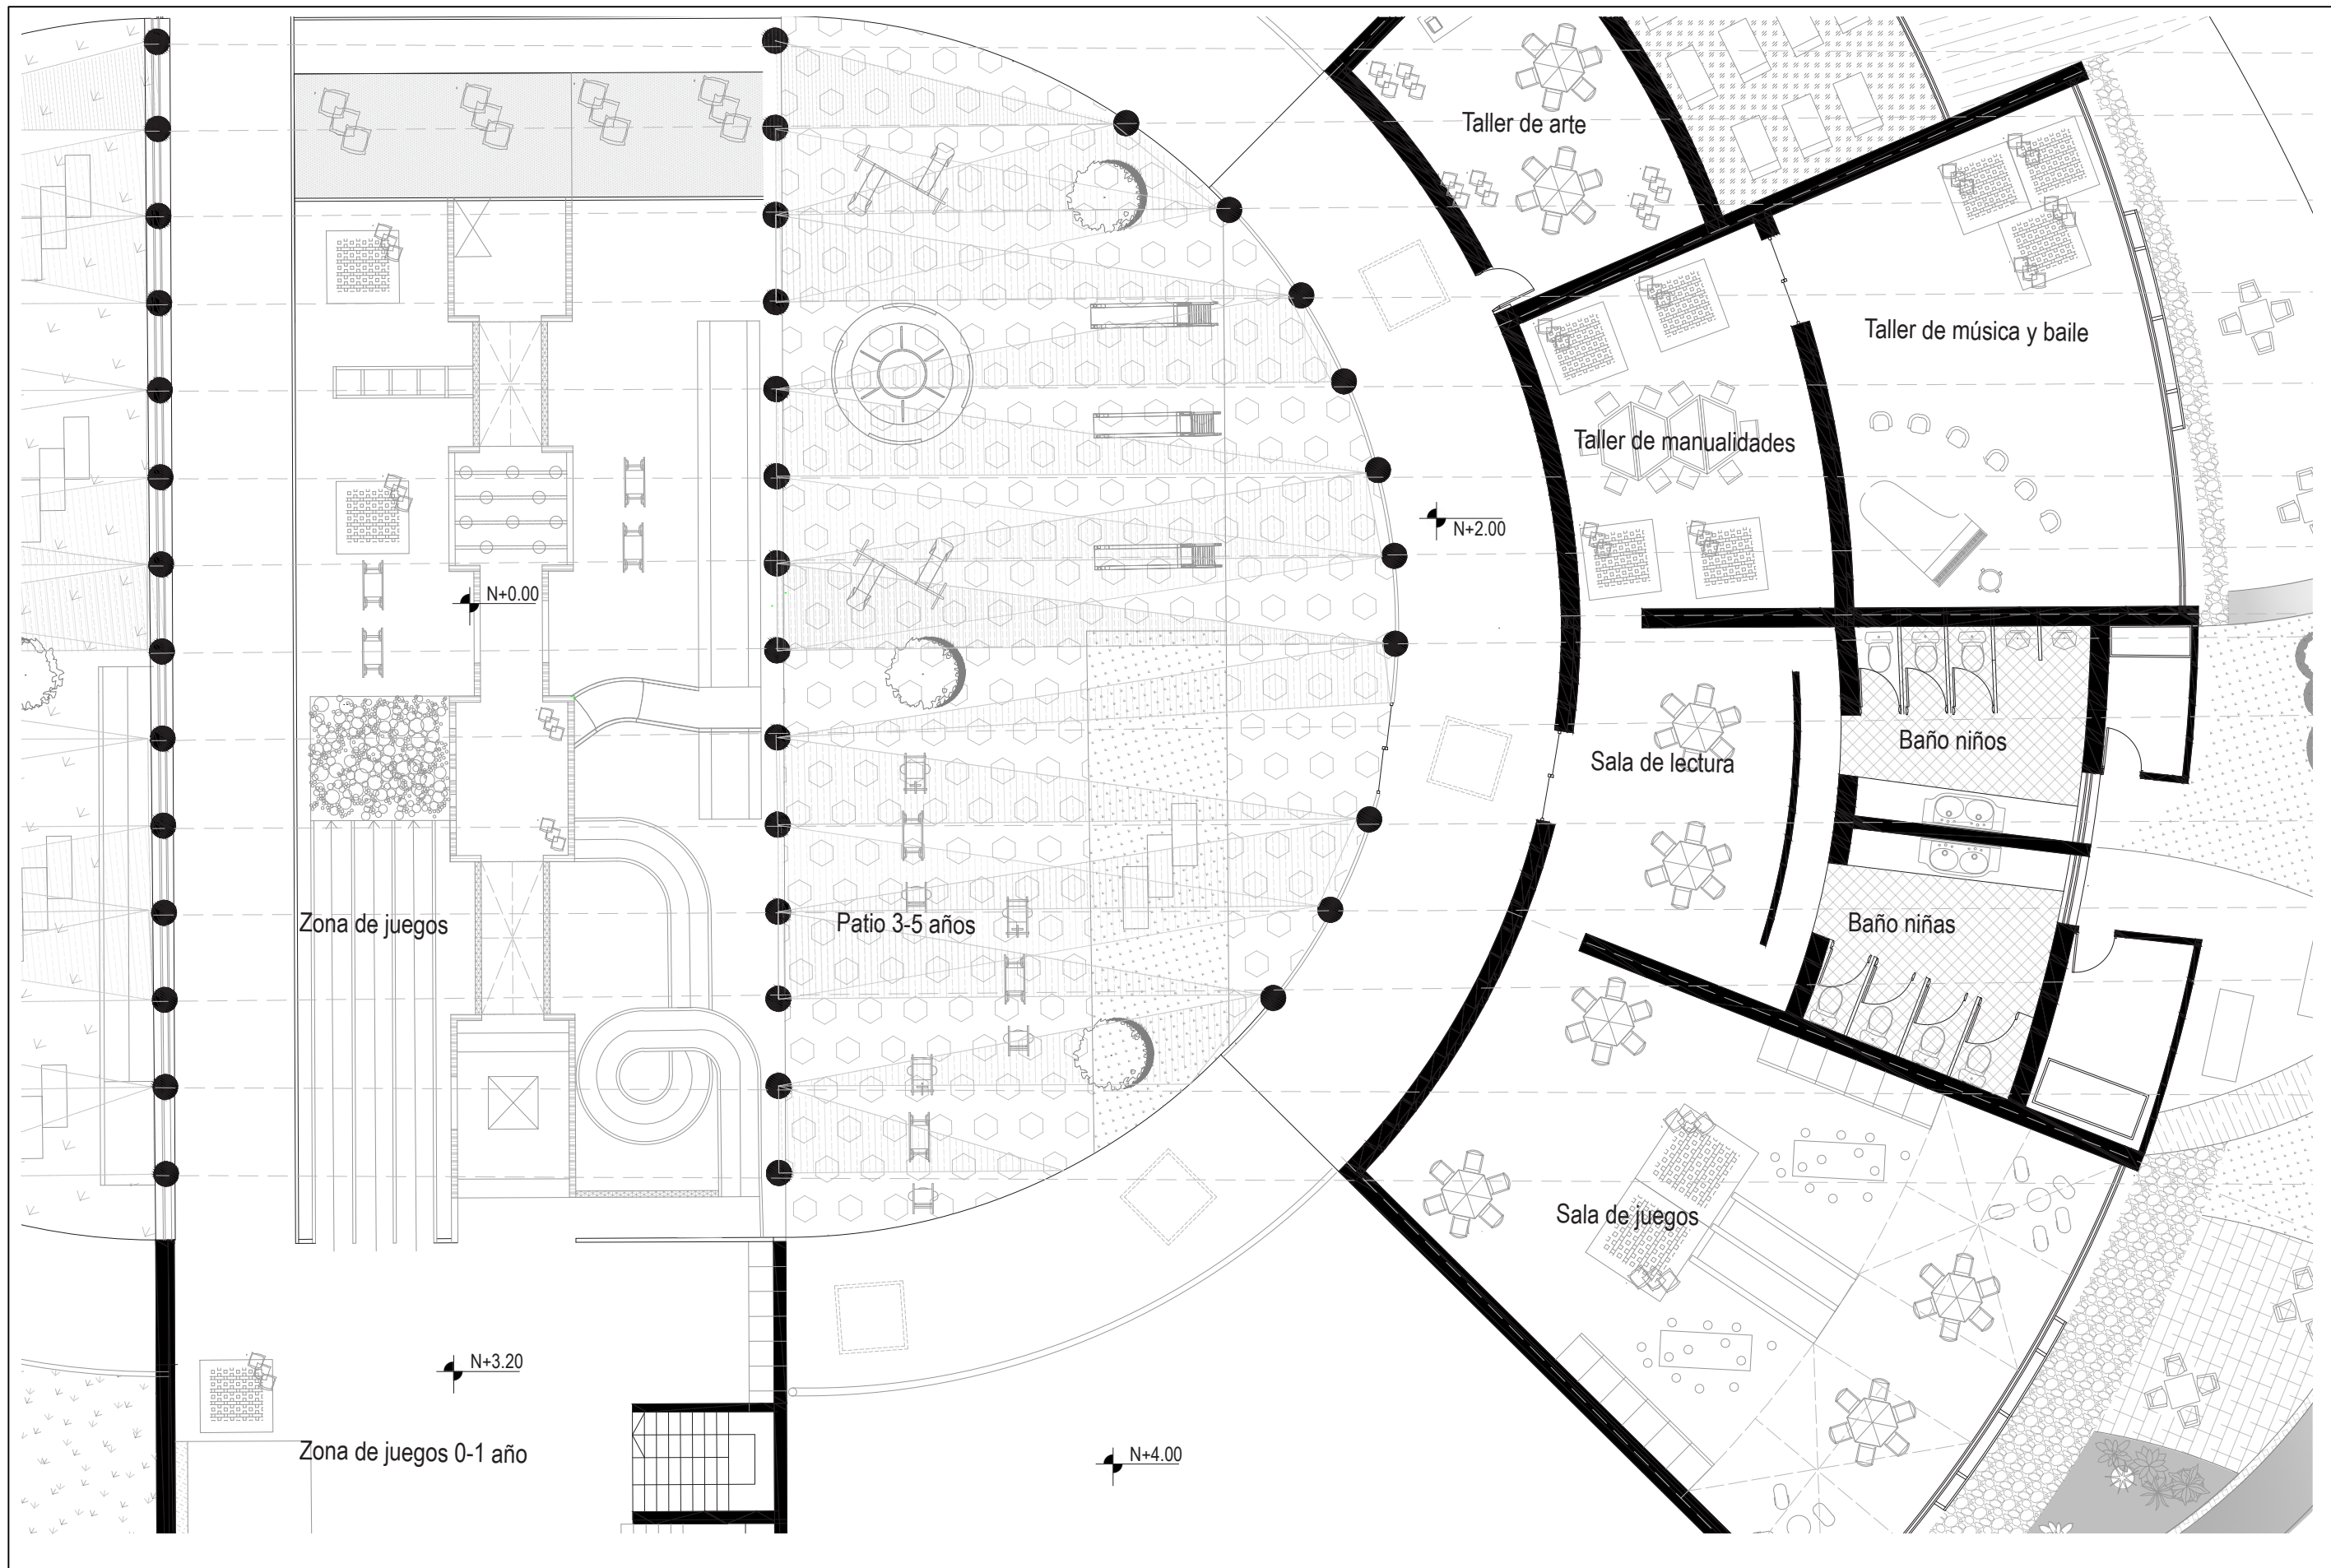 Taller de arte
Taller de música y baile
Taller de manualidades
N+2.00
N+0.00
Baño niños
Sala de lectura
Zona de juegos
Patio 3-5 años
Baño niñas
Sala de juegos
N+3.20
Zona de juegos 0-1 año
N+4.00